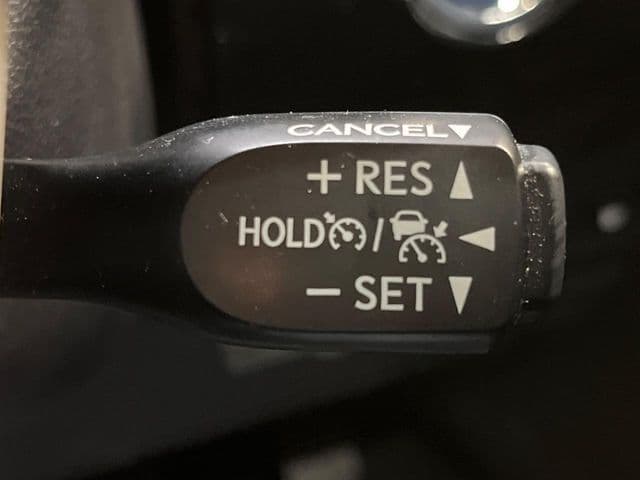 CANCEL▼
+ RES ▲
HOLD / ◀
− SET ▼